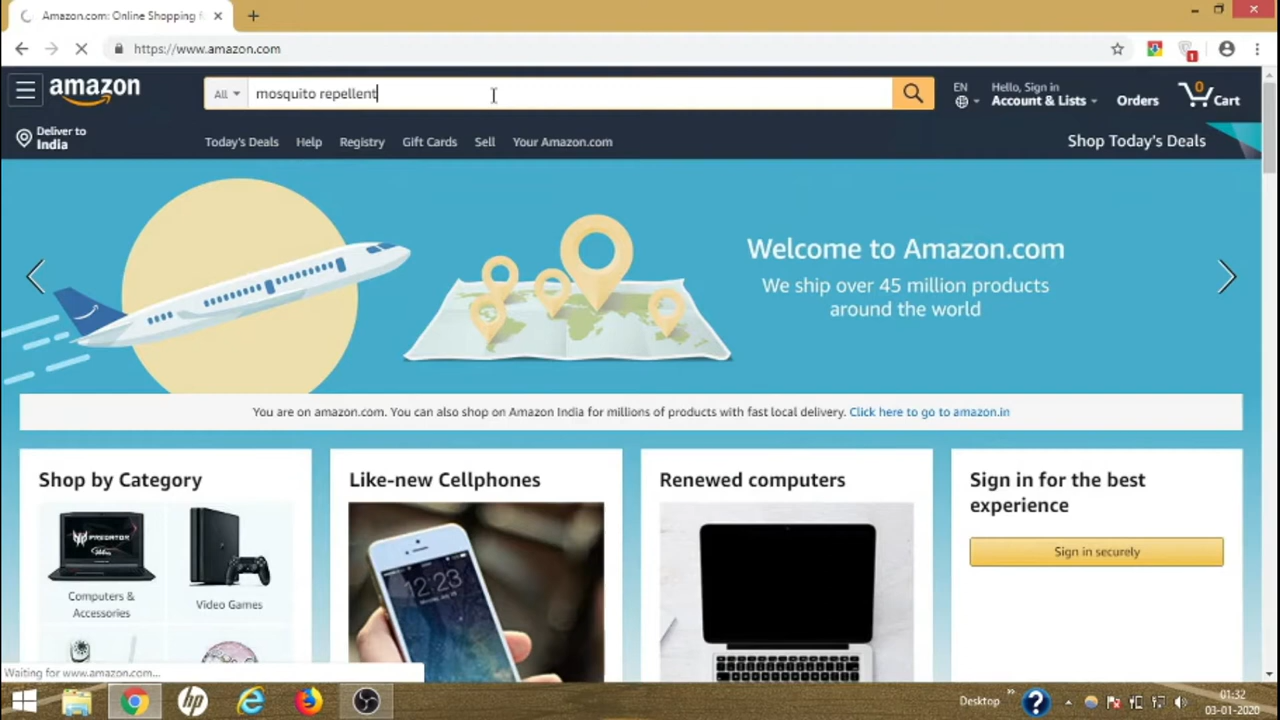 Amazon.com: Online Shopping f
https://www.amazon.com
1
amazon
All
mosquito repellent
EN
Hello, Sign in
Account & Lists
Orders
0
Cart
Deliver to
India
Today's Deals
Help
Registry
Gift Cards
Sell
Your Amazon.com
Shop Today's Deals
Welcome to Amazon.com
We ship over 45 million products
around the world
You are on amazon.com. You can also shop on Amazon India for millions of products with fast local delivery. Click here to go to amazon.in
Shop by Category
Like-new Cellphones
Renewed computers
Sign in for the best
experience
PREDATOR
12:23
Sign in securely
Computers &
Accessories
Video Games
Waiting for www.amazon.com...
hp
Desktop
01:32
03-01-2020